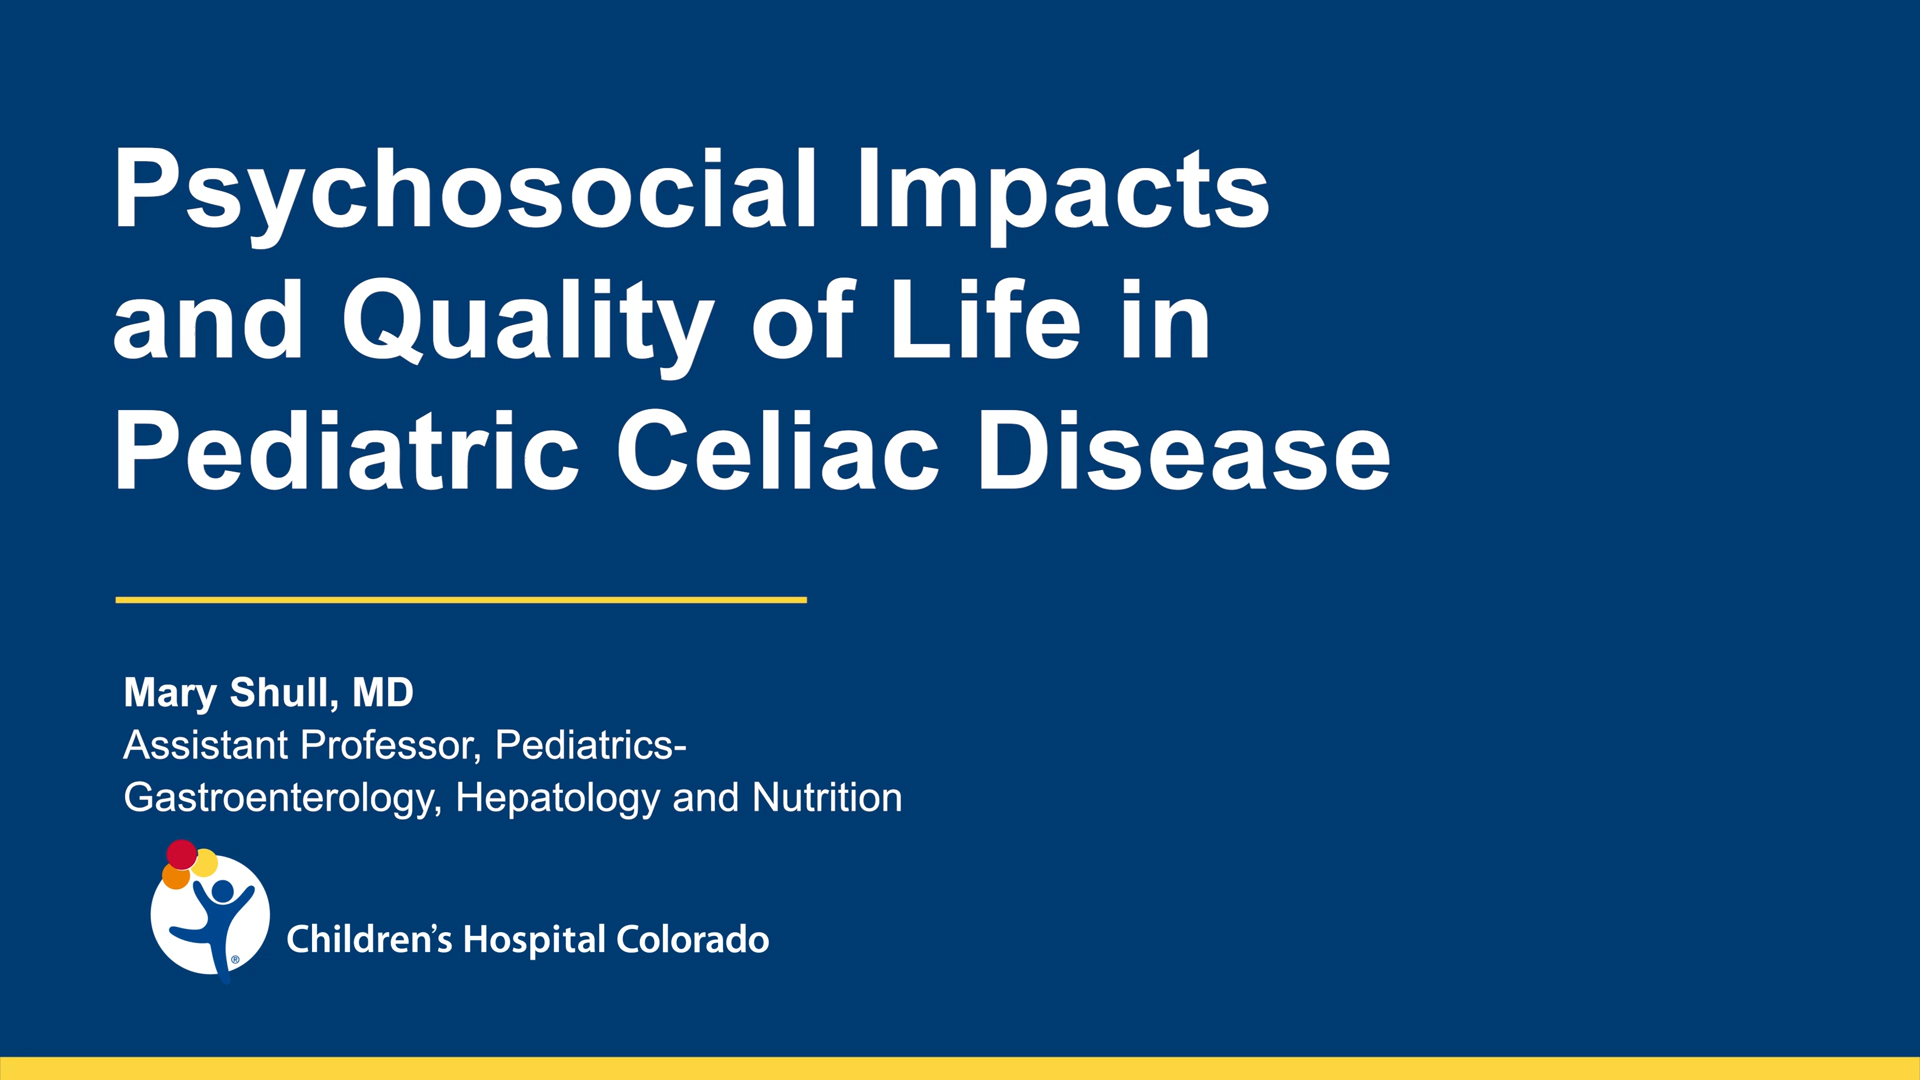 Psychosocial Impacts
and Quality of Life in
Pediatric Celiac Disease
Mary Shull, MD
Assistant Professor, Pediatrics-
Gastroenterology, Hepatology and Nutrition
®
Children's Hospital Colorado